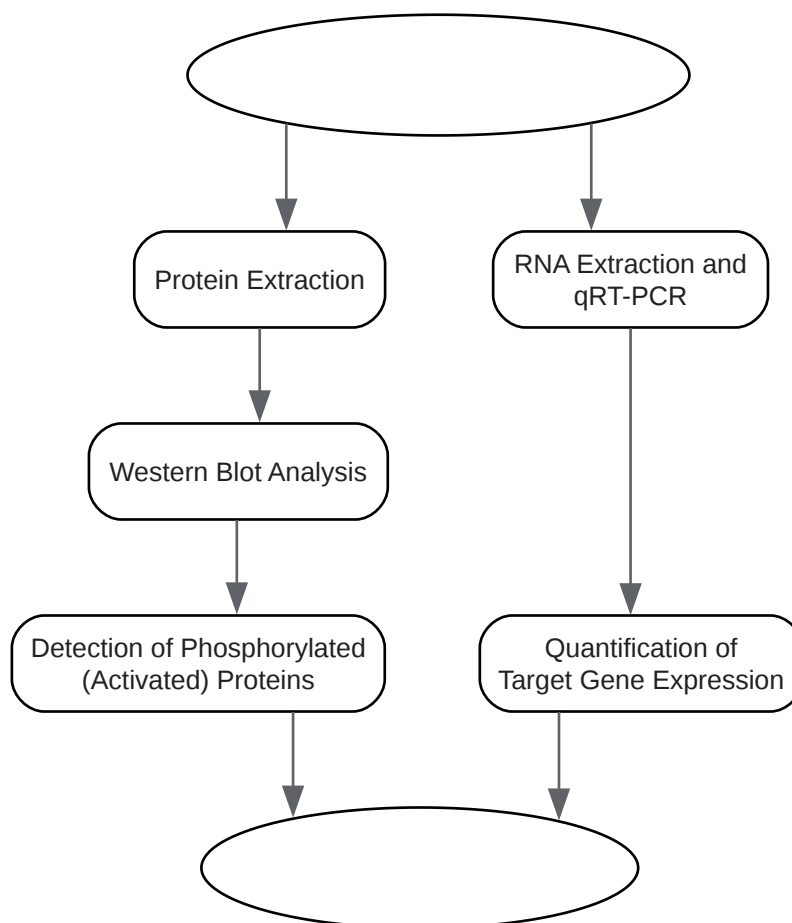 Protein Extraction
RNA Extraction and
qRT-PCR
Western Blot Analysis
Detection of Phosphorylated
(Activated) Proteins
Quantification of
Target Gene Expression